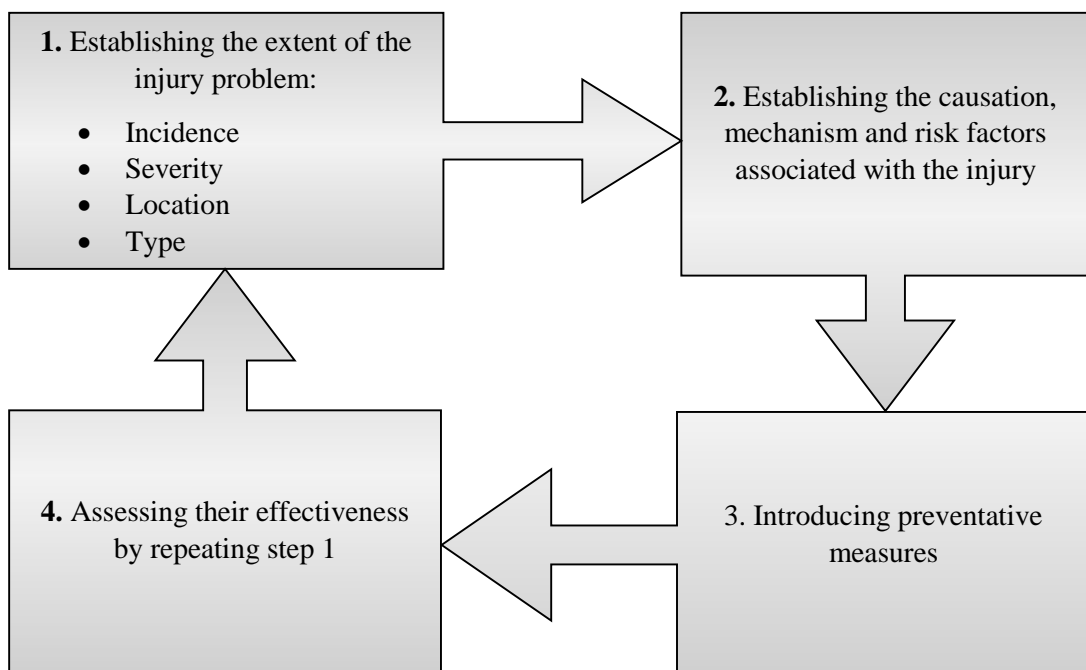 1. Establishing the extent of the
injury problem:
• Incidence
• Severity
• Location
• Type
2. Establishing the causation,
mechanism and risk factors
associated with the injury
3. Introducing preventative
measures
4. Assessing their effectiveness
by repeating step 1